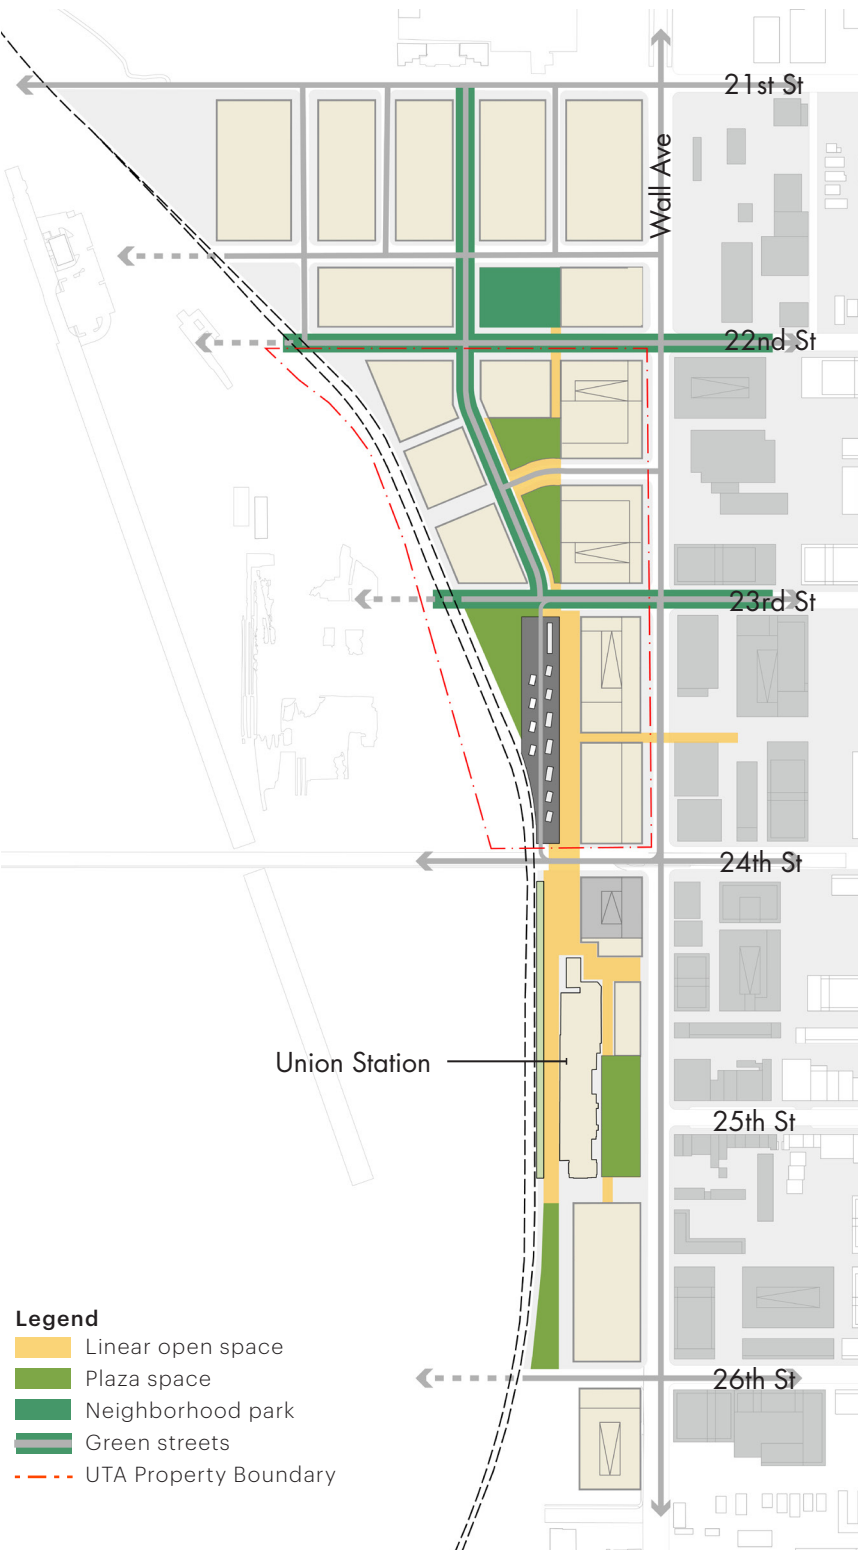 21st St
Wall Ave
22nd St
23rd St
24th St
Union Station
25th St
Legend
Linear open space
Plaza space
Neighborhood park
26th St
Green streets
UTA Property Boundary